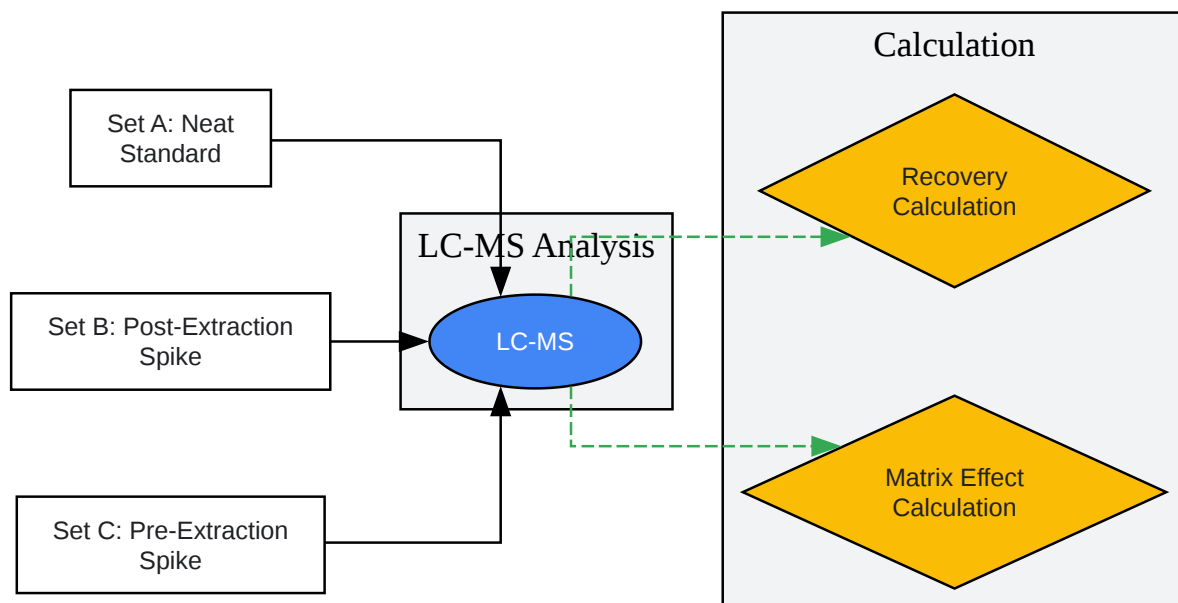 Calculation
Set A: Neat
Standard
Recovery
Calculation
LC-MS Analysis
Set B: Post-Extraction
Spike
LC-MS
Matrix Effect
Calculation
Set C: Pre-Extraction
Spike